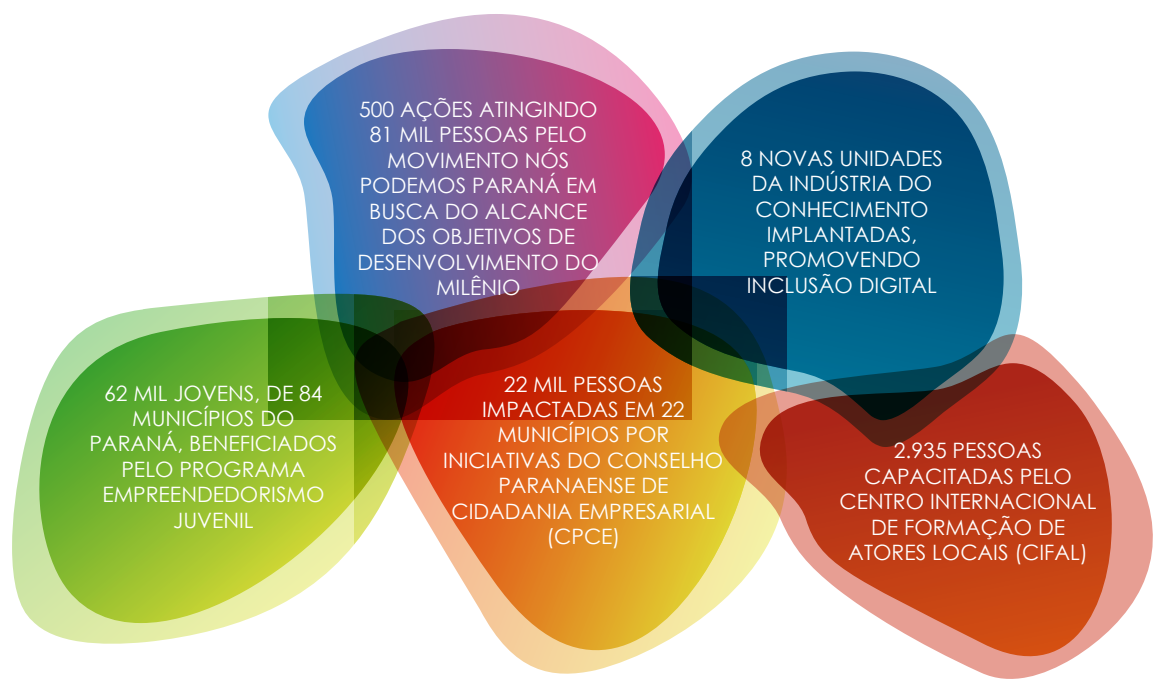 500 AÇÕES ATINGINDO
81 MIL PESSOAS PELO
MOVIMENTO NÓS
PODEMOS PARANÁ EM
BUSCA DO ALCANCE
DOS OBJETIVOS DE
DESENVOLVIMENTO DO
MILÊNIO
8 NOVAS UNIDADES
DA INDÚSTRIA DO
CONHECIMENTO
IMPLANTADAS,
PROMOVENDO
INCLUSÃO DIGITAL
62 MIL JOVENS, DE 84
MUNICÍPIOS DO
PARANÁ, BENEFICIADOS
PELO PROGRAMA
EMPREENDEDORISMO
JUVENIL
22 MIL PESSOAS
IMPACTADAS EM 22
MUNICÍPIOS POR
INICIATIVAS DO CONSELHO
PARANAENSE DE
CIDADANIA EMPRESARIAL
(CPCE)
2.935 PESSOAS
CAPACITADAS PELO
CENTRO INTERNACIONAL
DE FORMAÇÃO DE
ATORES LOCAIS (CIFAL)